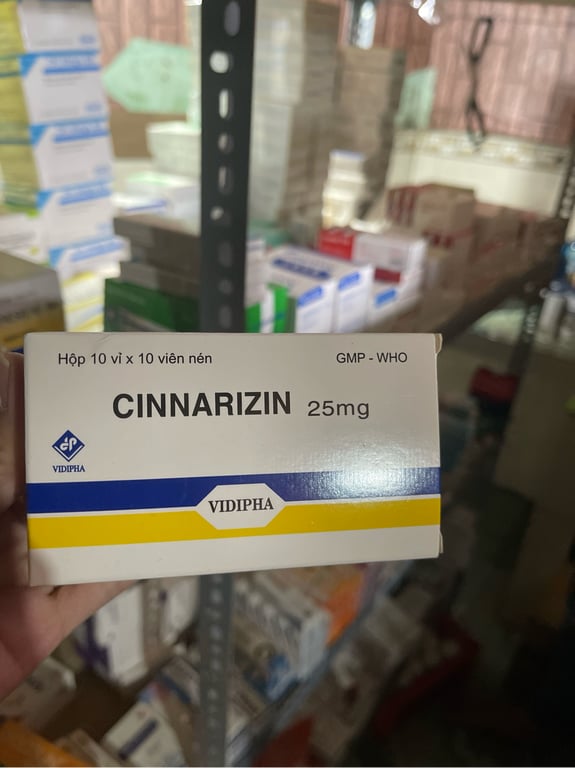 Hộp 10 vỉ x 10 viên nén
GMP - WHO
CINNARIZIN 25mg
VIDIPHA
VIDIPHA